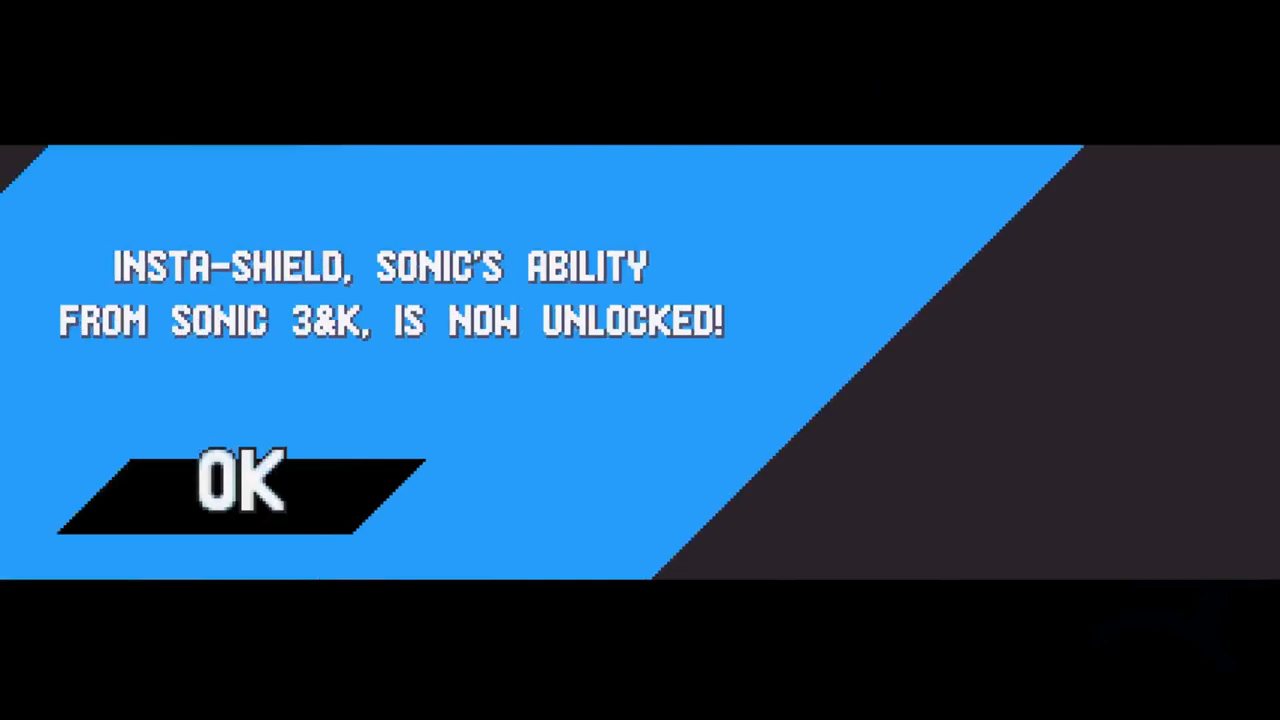 INSTA-SHIELD, SONIC'S ABILITY
FROM SONIC 3&K, IS NOW UNLOCKED!
OK